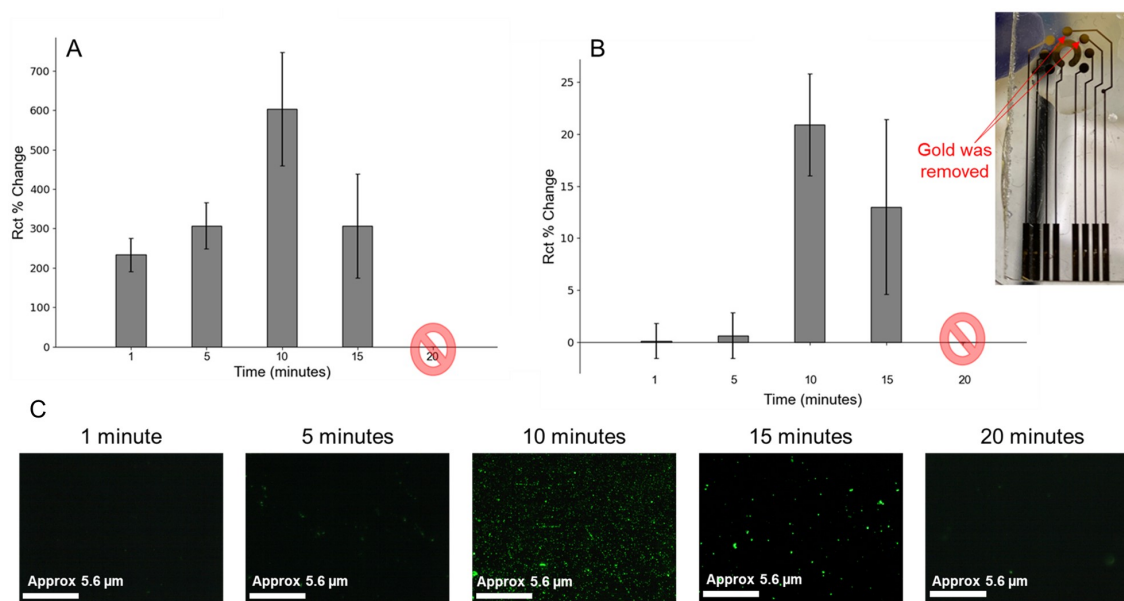 A
Rct % Change
700
600
500
400
300
200
100
0
1 5 10 15 20
Time (minutes)
B
Rct % Change
25
20
15
10
5
0
1 5 10 15 20
Time (minutes)
Gold was
removed
C
1 minute 5 minutes 10 minutes 15 minutes 20 minutes
Approx 5.6 µm Approx 5.6 µm Approx 5.6 µm Approx 5.6 µm Approx 5.6 µm